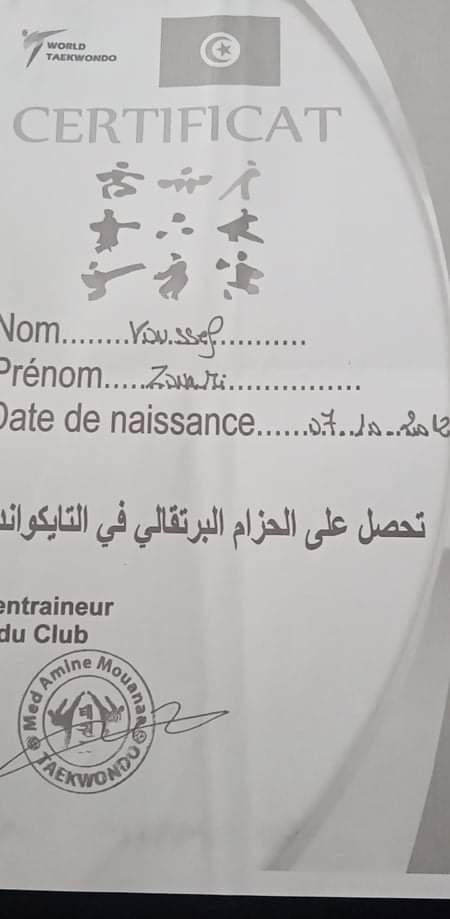 WORLD
TAEKWONDO
CERTIFICAT
Nom........Youssef...........
Prénom.....Zouari................
Date de naissance......07..10...2012
تحصل على الحزام البرتقالي في التايكواند
entraineur
du Club
Med Amine Mouanaa
TAEKWONDO